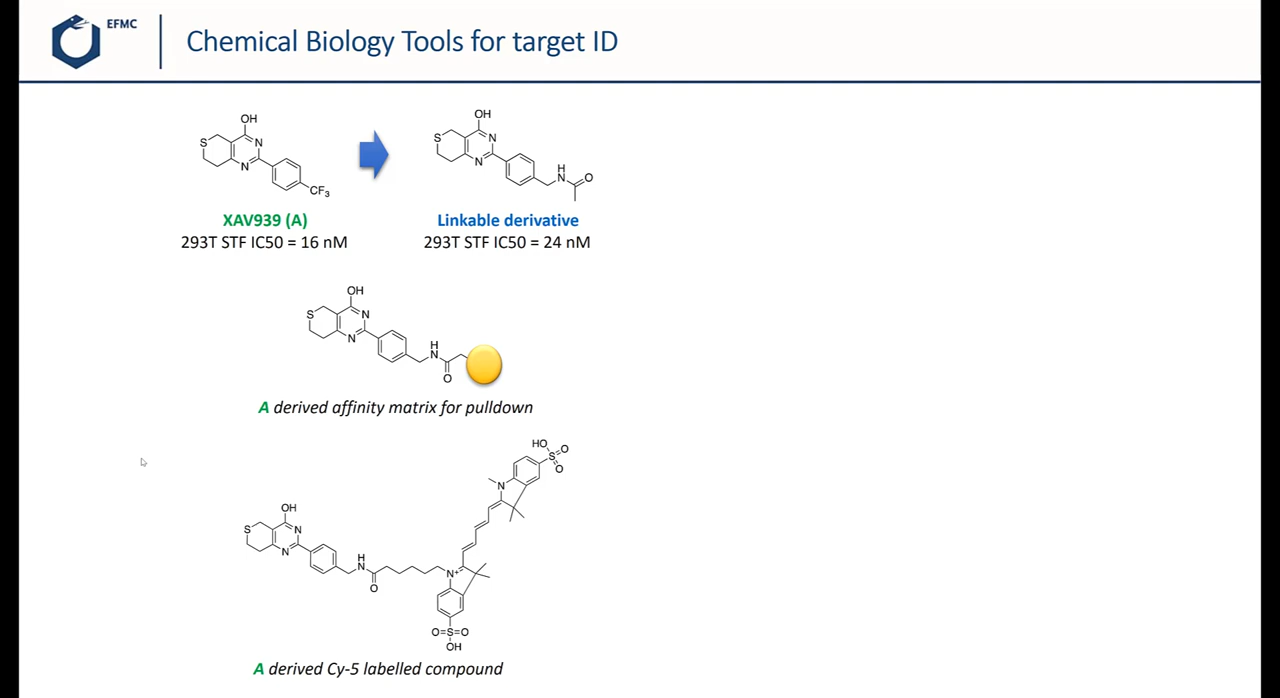 EFMC
Chemical Biology Tools for target ID
OH
S
N
N
CF3
XAV939 (A)
293T STF IC50 = 16 nM
OH
S
N
N
H
N
O
Linkable derivative
293T STF IC50 = 24 nM
OH
S
N
N
H
N
O
A derived affinity matrix for pulldown
HO
S
O
O
N
OH
S
N
N
H
N
O
N+
O=S=O
OH
A derived Cy-5 labelled compound